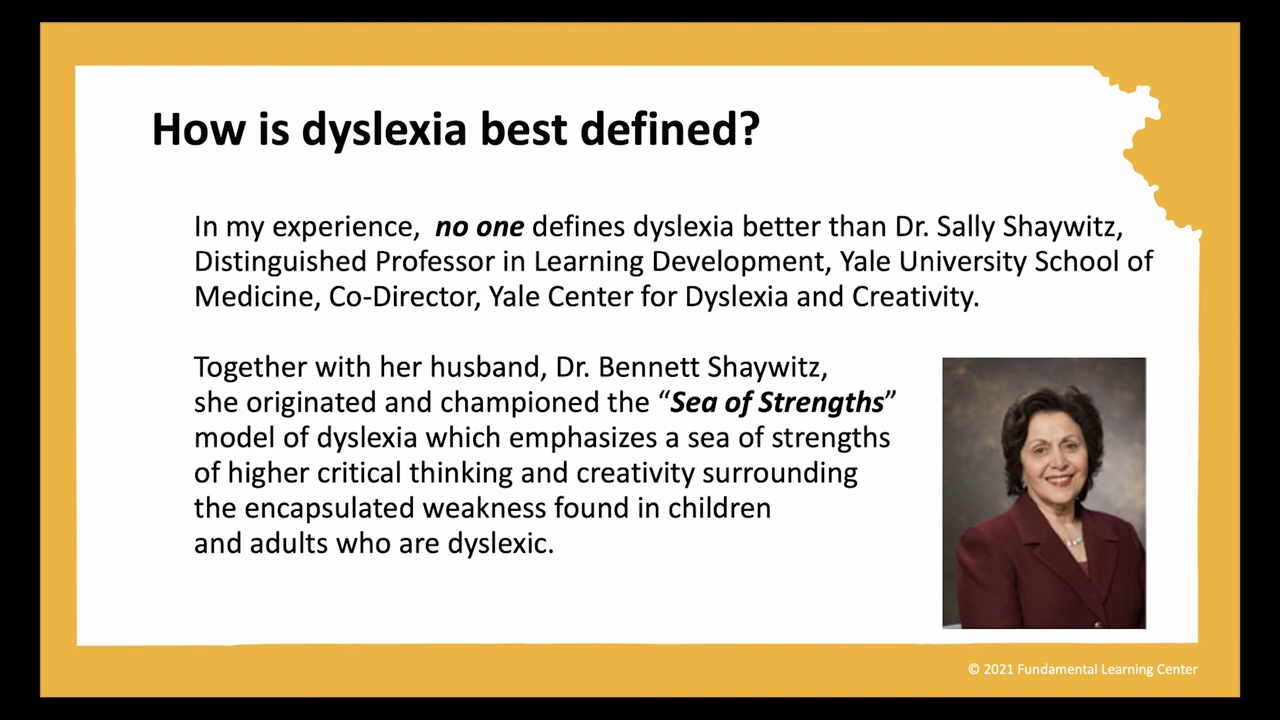 How is dyslexia best defined?
In my experience, no one defines dyslexia better than Dr. Sally Shaywitz,
Distinguished Professor in Learning Development, Yale University School of
Medicine, Co-Director, Yale Center for Dyslexia and Creativity.
Together with her husband, Dr. Bennett Shaywitz,
she originated and championed the “Sea of Strengths”
model of dyslexia which emphasizes a sea of strengths
of higher critical thinking and creativity surrounding
the encapsulated weakness found in children
and adults who are dyslexic.
© 2021 Fundamental Learning Center